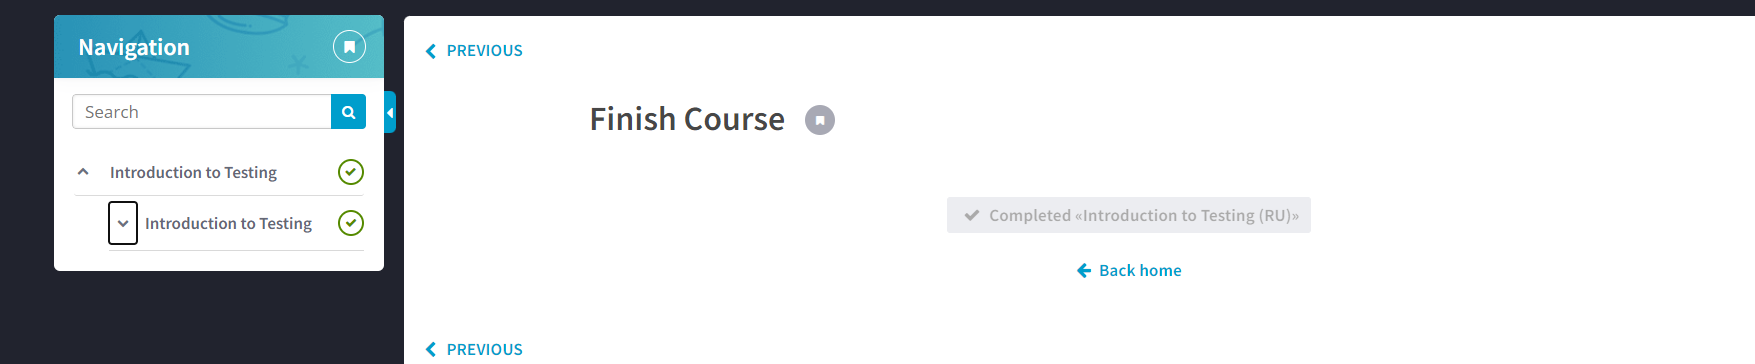 Navigation
Search
Introduction to Testing
Introduction to Testing
PREVIOUS
Finish Course
Completed «Introduction to Testing (RU)»
Back home
PREVIOUS